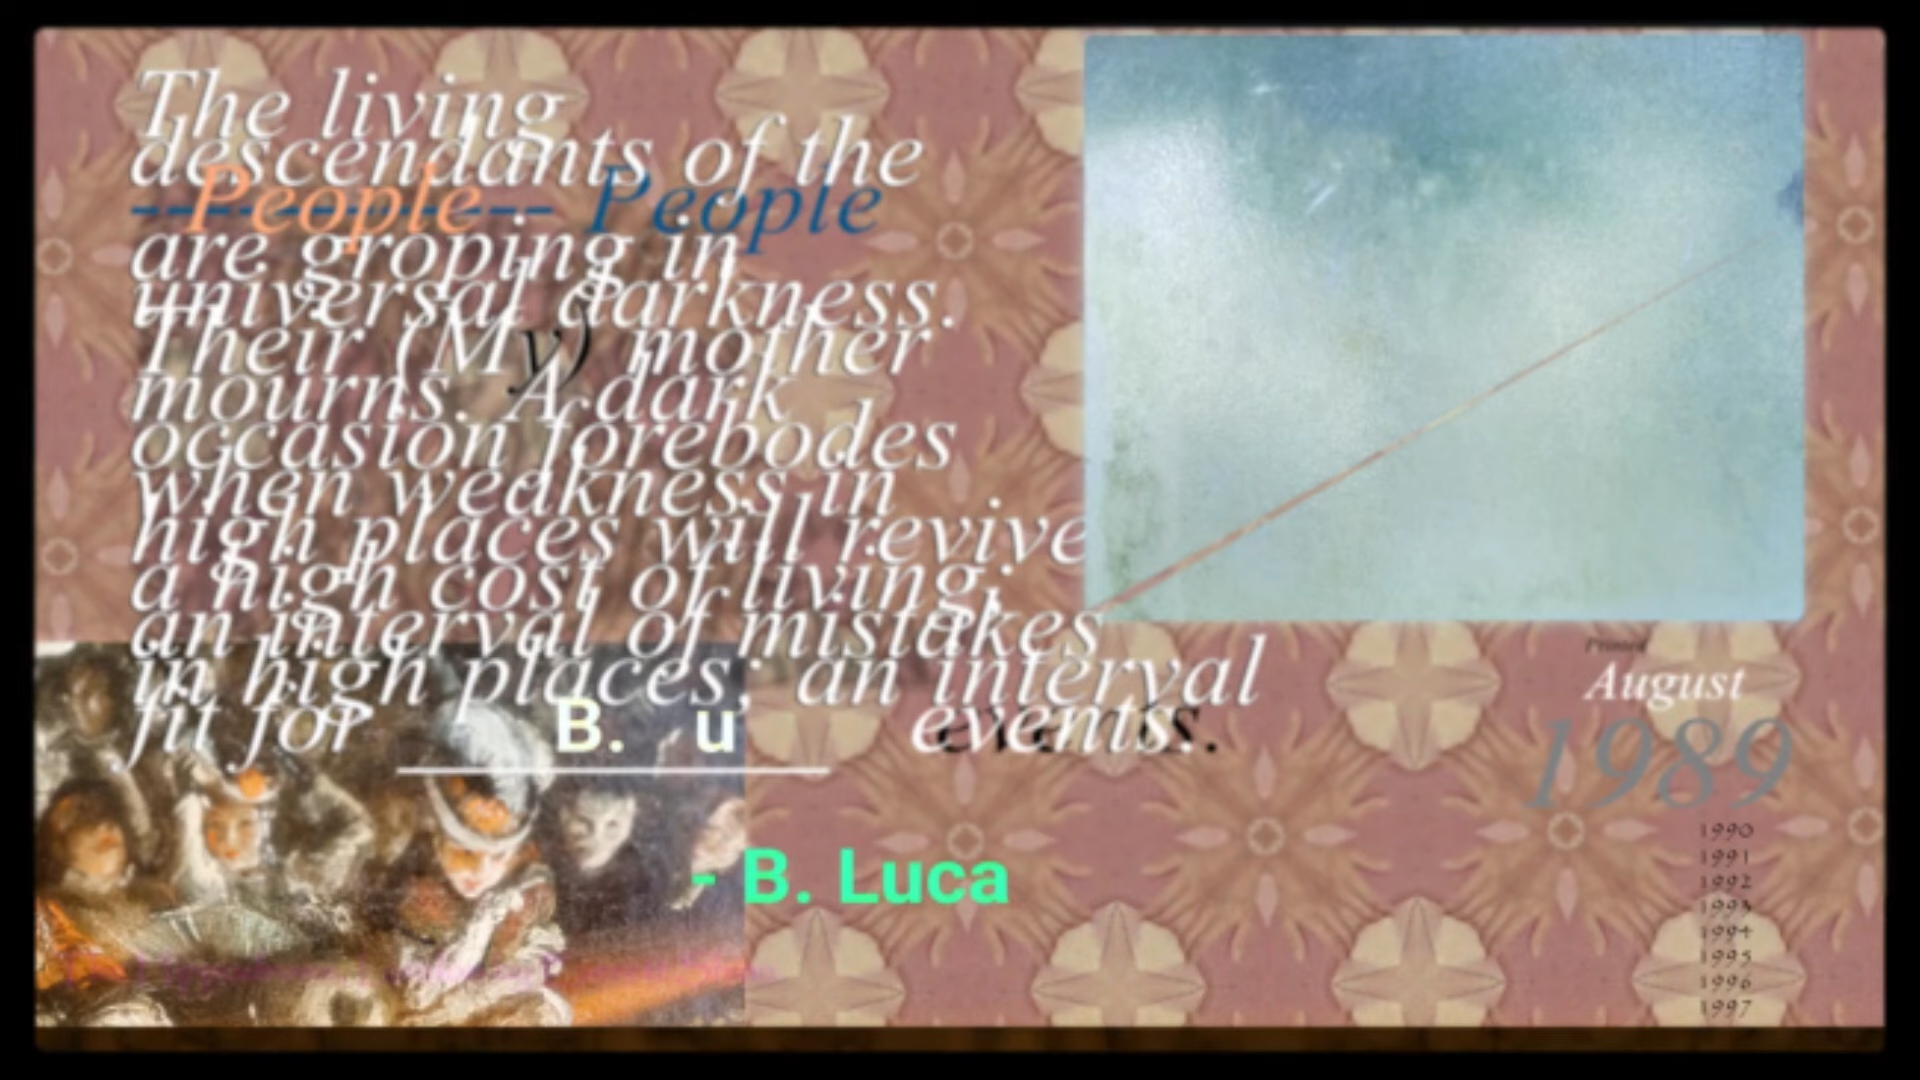 The living
descendants of the
---People--- People
are groping in
universal darkness.
Their (My) mother
mourns. A dark
occasion forebodes
when weakness in
high places will revive
a high cost of living;
an interval of mistakes
in high places; an interval
fit for B. u events.
- B. Luca
Printed
August
1989
1990
1991
1992
1993
1994
1995
1996
1997